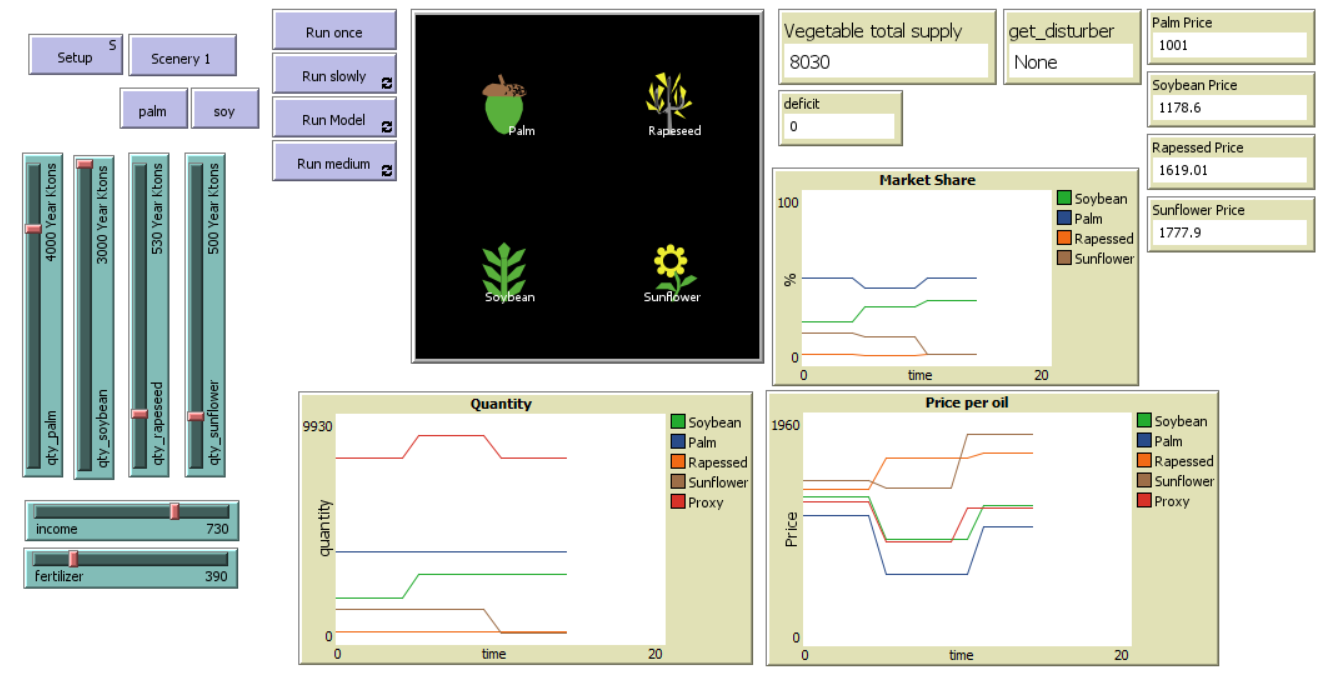 Setup
S
Scenery 1
palm
soy
Run once
Run slowly
Run Model
Run medium
qty_palm
4000 Year Ktons
qty_soybean
3000 Year Ktons
qty_rapeseed
530 Year Ktons
qty_sunflower
500 Year Ktons
income
730
fertilizer
390
Palm
Rapeseed
Soybean
Sunflower
Vegetable total supply
8030
get_disturber
None
deficit
0
Palm Price
1001
Soybean Price
1178.6
Rapessed Price
1619.01
Sunflower Price
1777.9
Market Share
100
%
0
0
time
20
Soybean
Palm
Rapessed
Sunflower
Quantity
9930
quantity
0
0
time
20
Soybean
Palm
Rapessed
Sunflower
Proxy
Price per oil
1960
Price
0
0
time
20
Soybean
Palm
Rapessed
Sunflower
Proxy